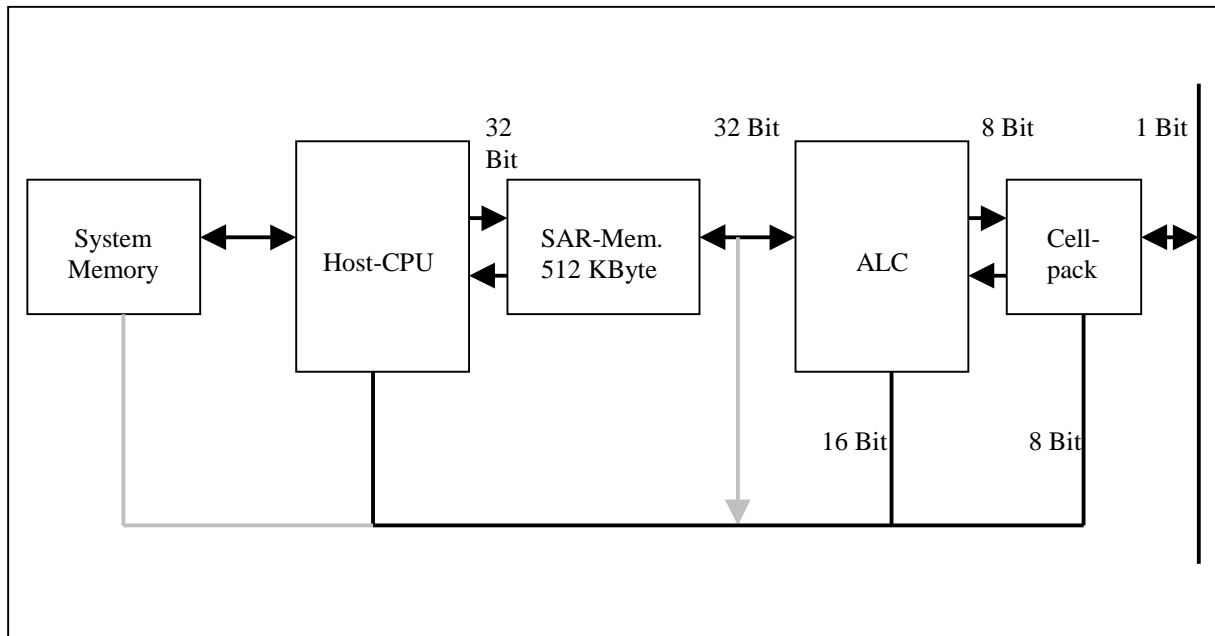 32
Bit
32 Bit
8 Bit
1 Bit
System
Memory
Host-CPU
SAR-Mem.
512 KByte
ALC
Cell-
pack
16 Bit
8 Bit